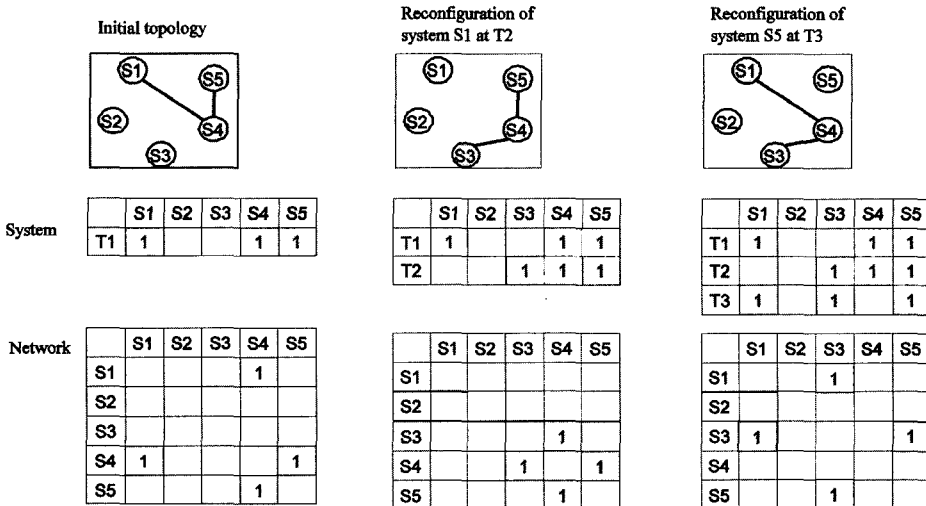 Initial topology
Reconfiguration of
system S1 at T2
Reconfiguration of
system S5 at T3
S1
S5
S2
S4
S3
S1
S5
S2
S4
S3
S1
S5
S2
S4
S3
System
S1 S2 S3 S4 S5
T1 1 1 1
S1 S2 S3 S4 S5
T1 1 1 1
T2 1 1 1
S1 S2 S3 S4 S5
T1 1 1 1
T2 1 1 1
T3 1 1 1
Network
S1 S2 S3 S4 S5
S1 1
S2
S3
S4 1 1
S5 1
S1 S2 S3 S4 S5
S1
S2
S3 1
S4 1 1
S5 1
S1 S2 S3 S4 S5
S1 1
S2
S3 1 1
S4
S5 1